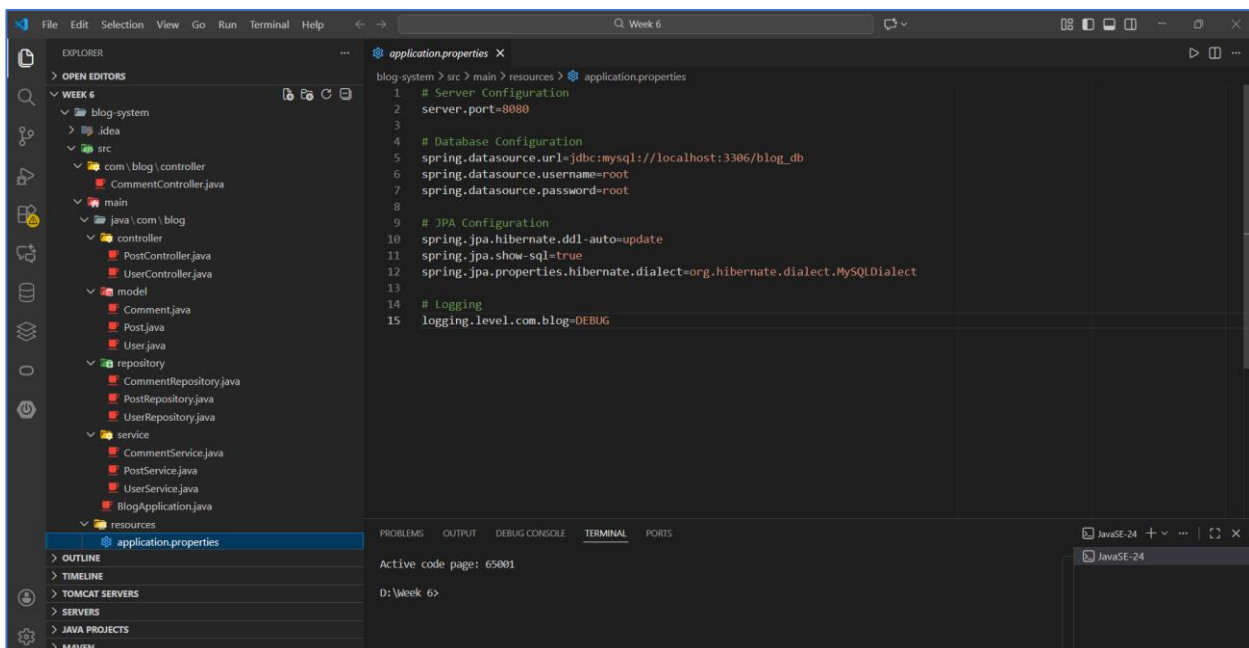 File Edit Selection View Go Run Terminal Help
Week 6
EXPLORER
OPEN EDITORS
WEEK 6
blog-system
.idea
src
com \ blog \ controller
CommentController.java
main
java \ com \ blog
controller
PostController.java
UserController.java
model
Comment.java
Post.java
User.java
repository
CommentRepository.java
PostRepository.java
UserRepository.java
service
CommentService.java
PostService.java
UserService.java
BlogApplication.java
resources
application.properties
OUTLINE
TIMELINE
TOMCAT SERVERS
SERVERS
JAVA PROJECTS
MAVEN
application.properties
blog-system > src > main > resources > application.properties
1 # Server Configuration
2 server.port=8080
3
4 # Database Configuration
5 spring.datasource.url=jdbc:mysql://localhost:3306/blog_db
6 spring.datasource.username=root
7 spring.datasource.password=root
8
9 # JPA Configuration
10 spring.jpa.hibernate.ddl-auto=update
11 spring.jpa.show-sql=true
12 spring.jpa.properties.hibernate.dialect=org.hibernate.dialect.MySQLDialect
13
14 # Logging
15 logging.level.com.blog=DEBUG
PROBLEMS OUTPUT DEBUG CONSOLE TERMINAL PORTS
JavaSE-24
Active code page: 65001
D:\Week 6>
JavaSE-24